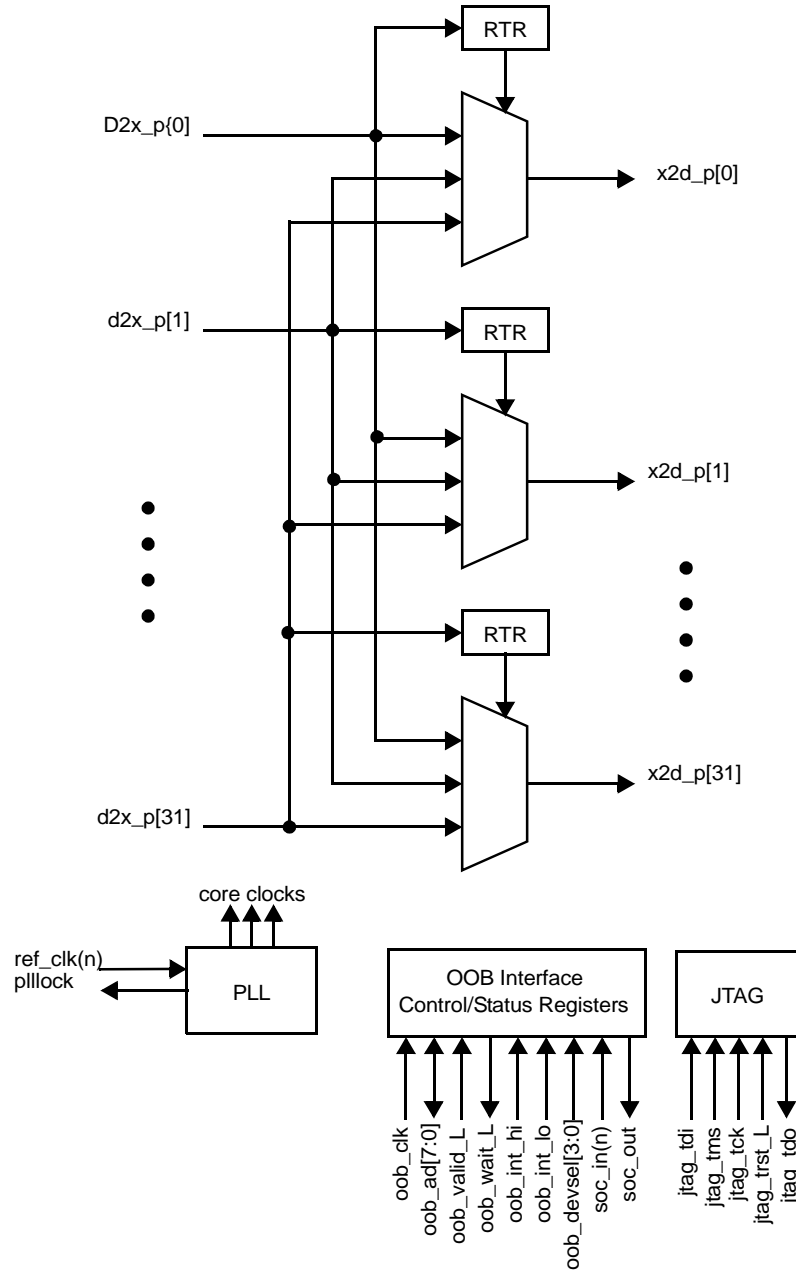 RTR
D2x_p{0]
x2d_p[0]
d2x_p[1]
RTR
x2d_p[1]
RTR
x2d_p[31]
d2x_p[31]
core clocks
ref_clk(n)
plllock
PLL
OOB Interface
Control/Status Registers
JTAG
oob_clk
oob_ad[7:0]
oob_valid_L
oob_wait_L
oob_int_hi
oob_int_lo
oob_devsel[3:0]
soc_in(n)
soc_out
jtag_tdi
jtag_tms
jtag_tck
jtag_trst_L
jtag_tdo